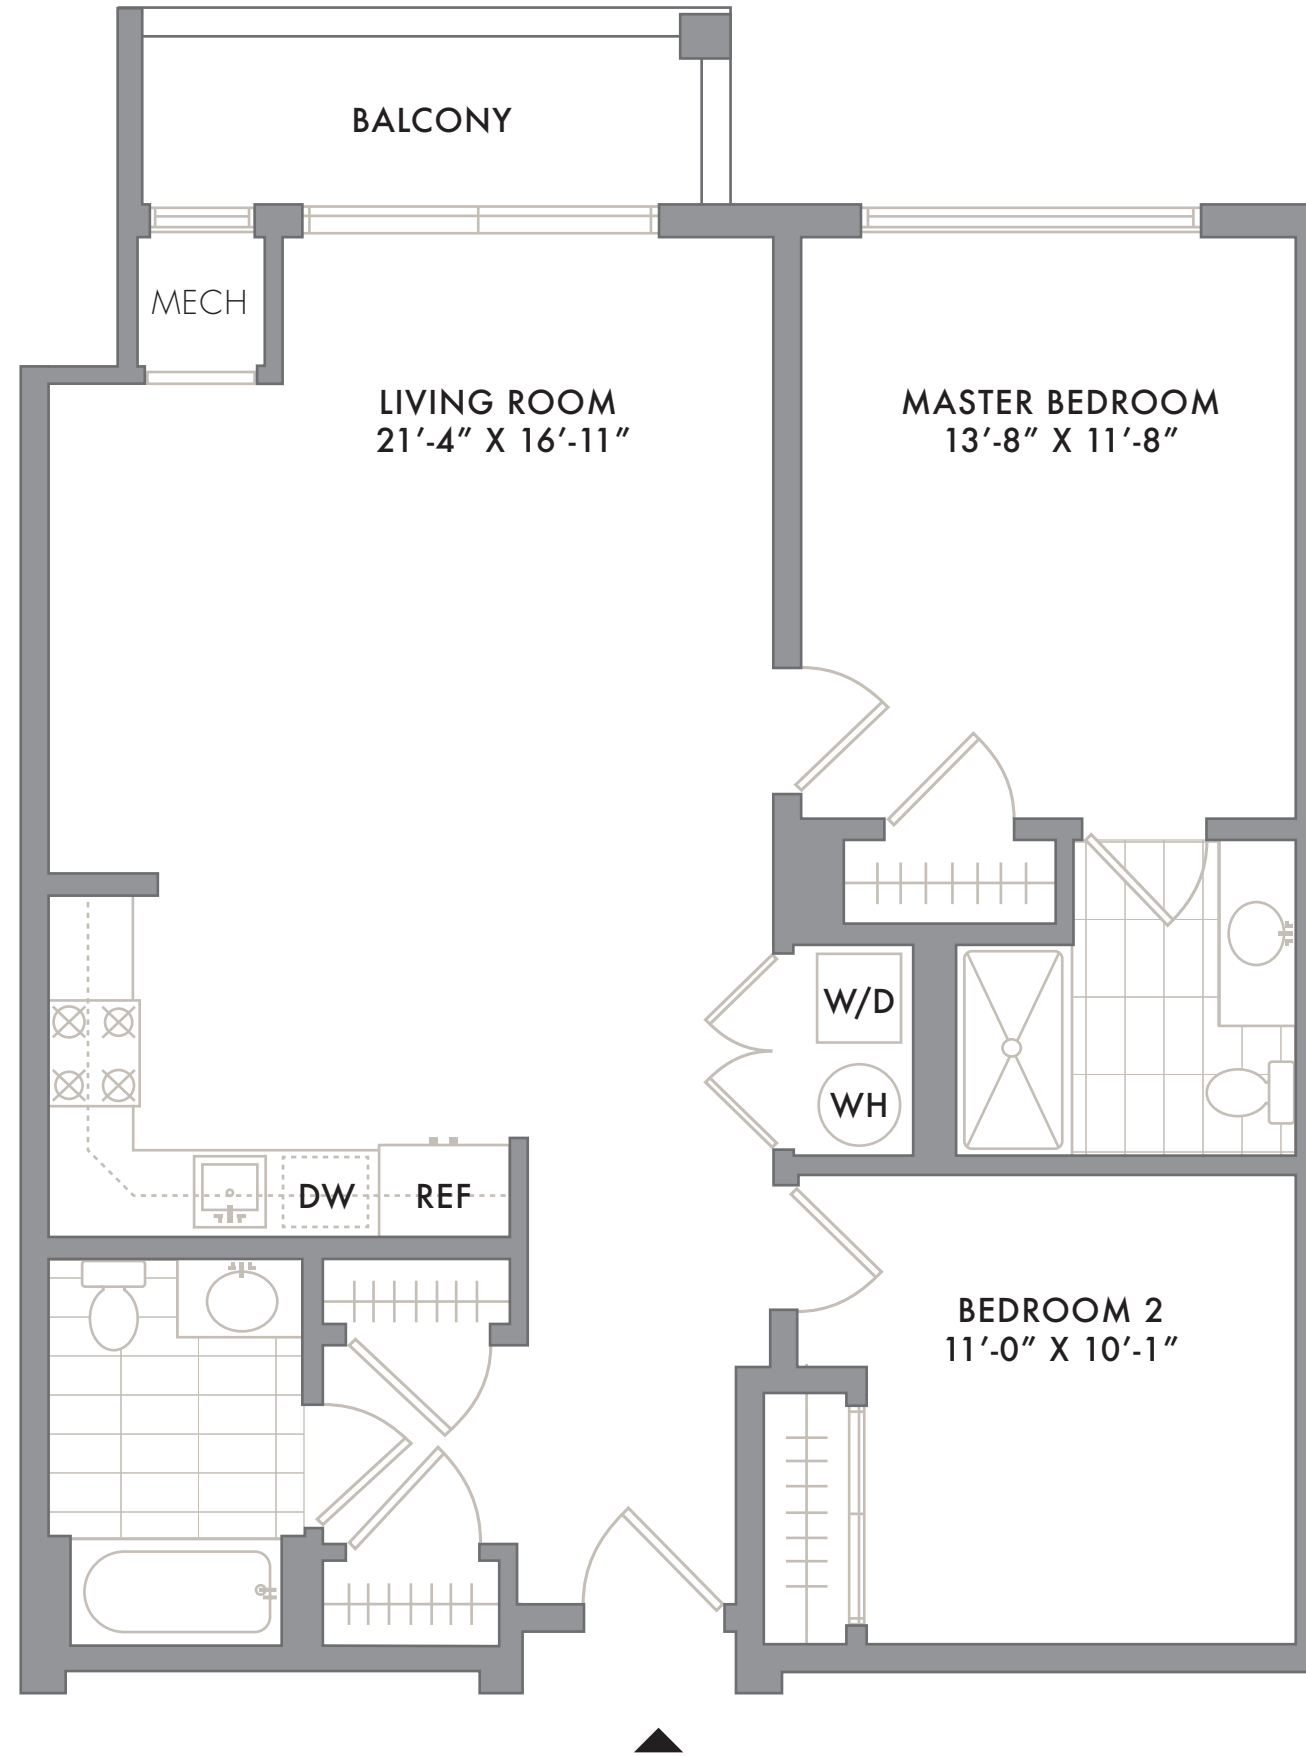 BALCONY
MECH
LIVING ROOM
21′-4″ X 16′-11″
MASTER BEDROOM
13′-8″ X 11′-8″
W/D
WH
DW
REF
BEDROOM 2
11′-0″ X 10′-1″